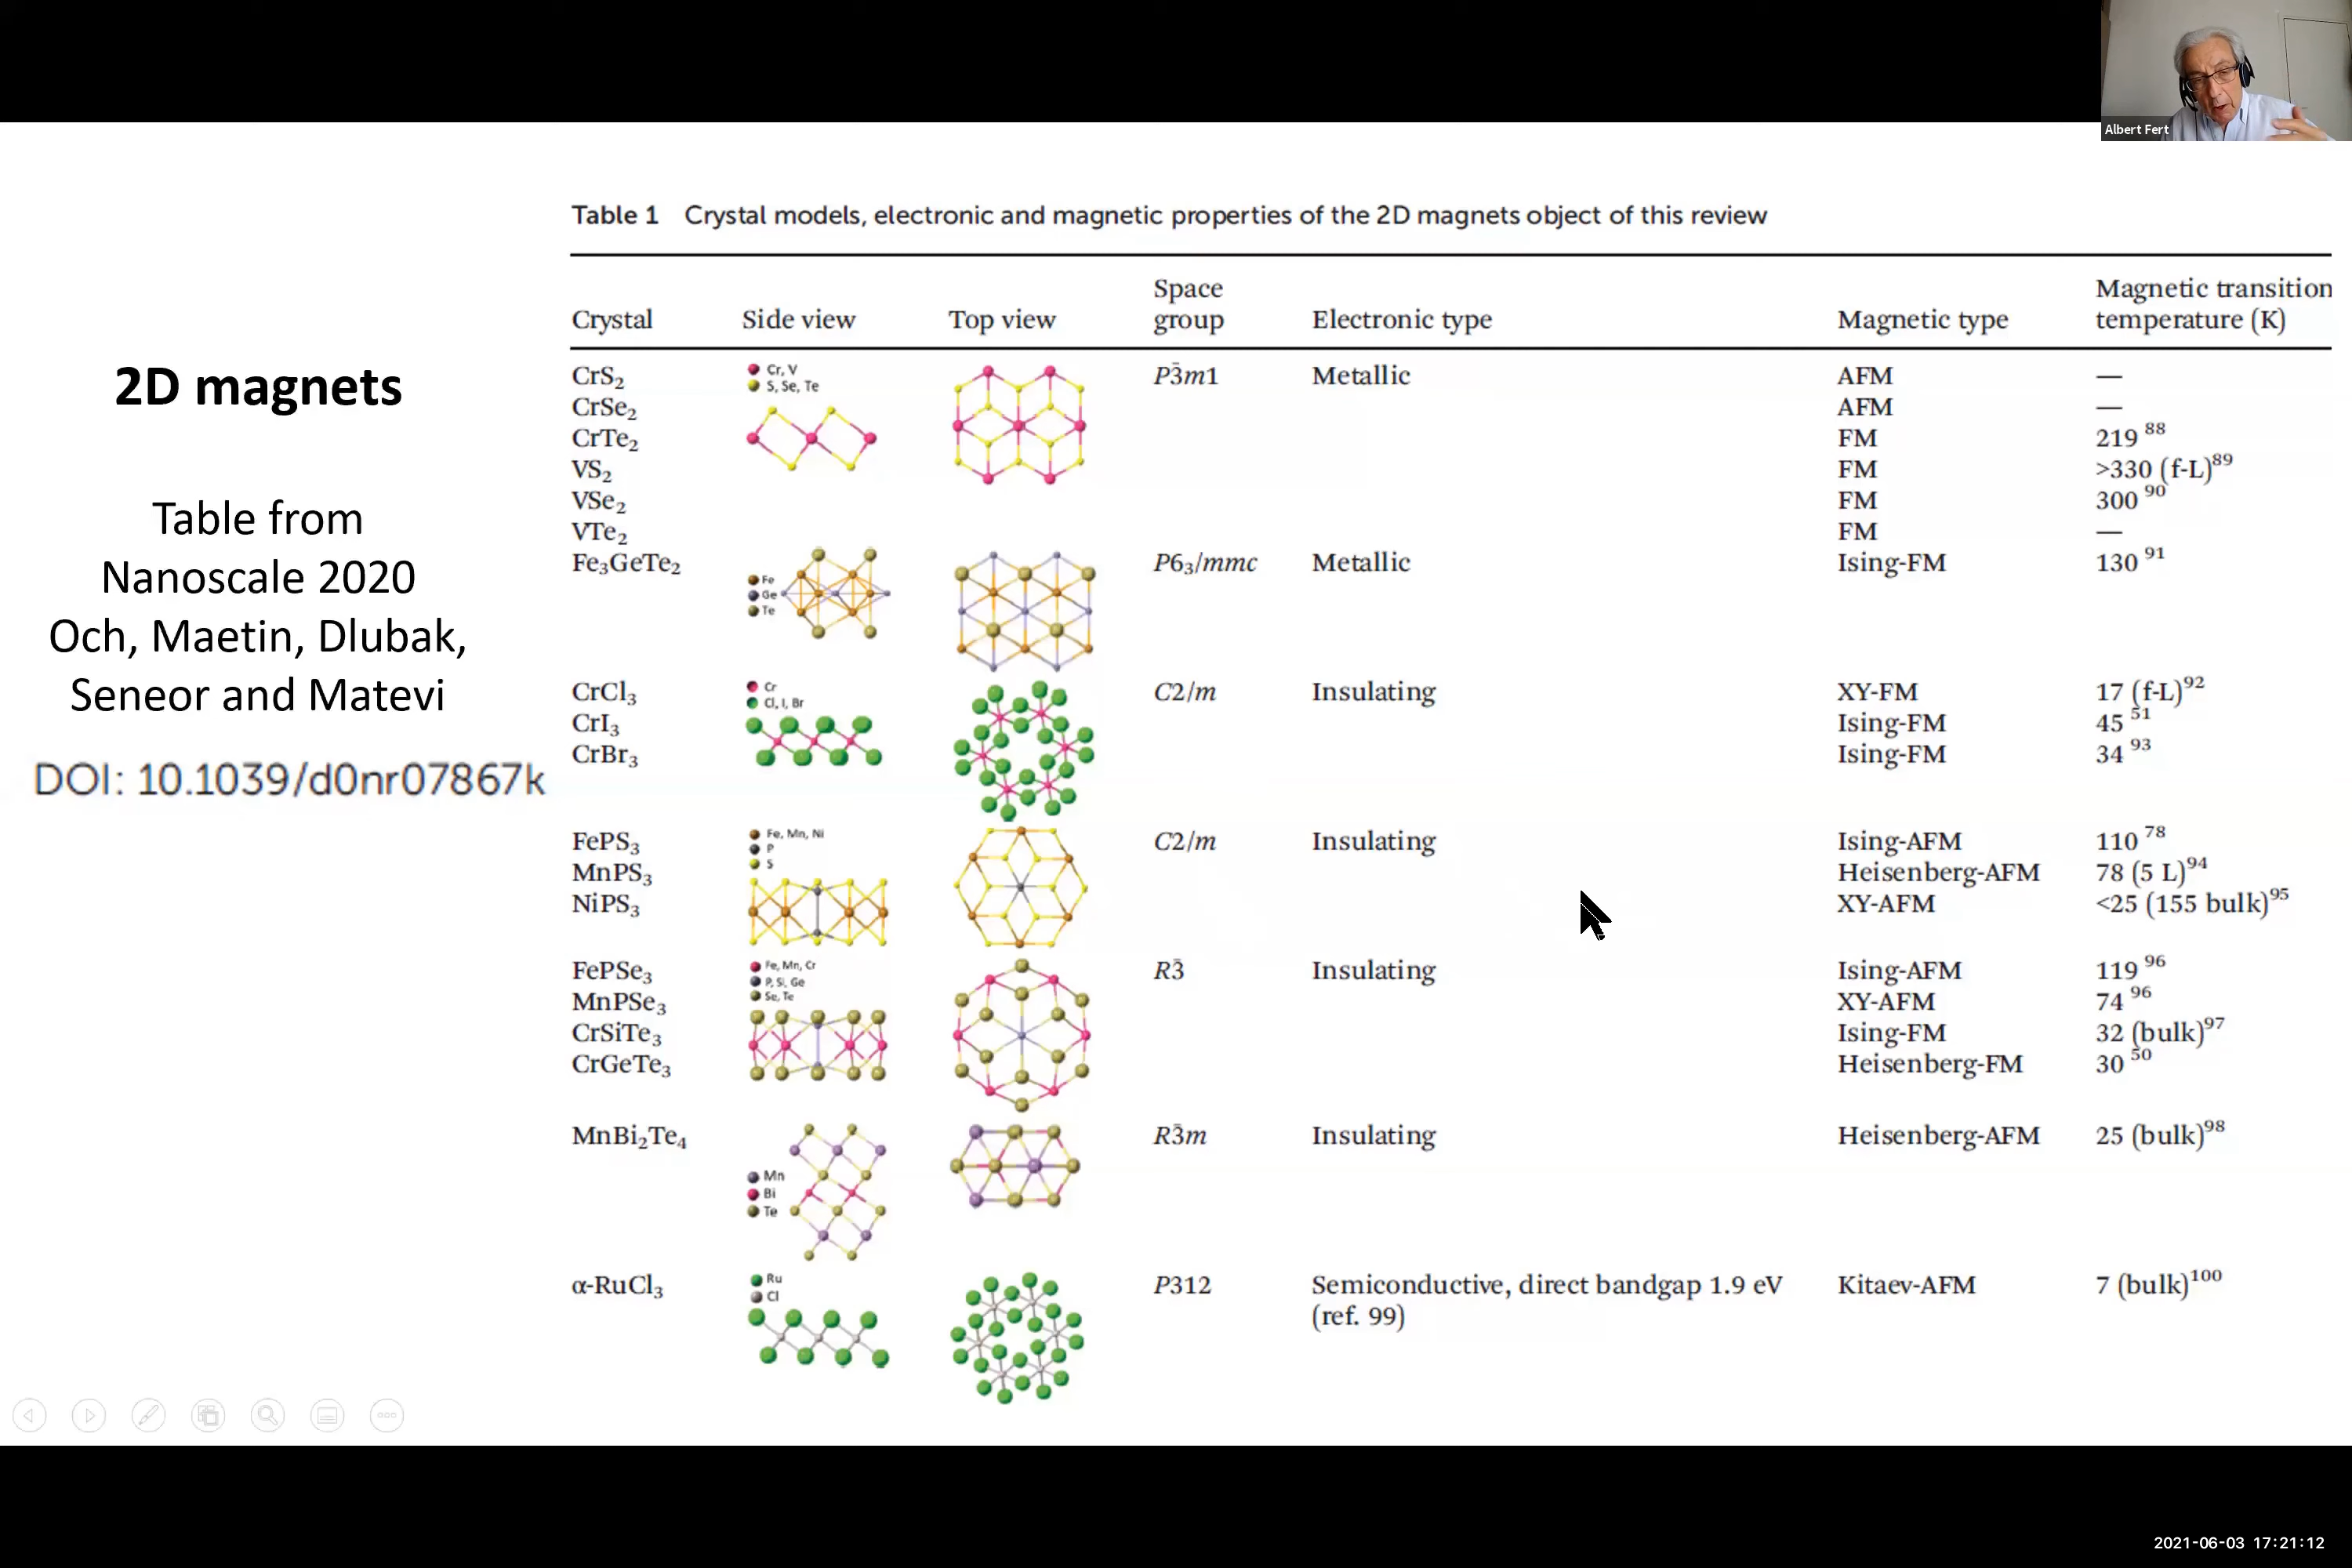 Albert Fert
2D magnets
Table from
Nanoscale 2020
Och, Maetin, Dlubak,
Seneor and Matevi
DOI: 10.1039/d0nr07867k
Table 1 Crystal models, electronic and magnetic properties of the 2D magnets object of this review
Crystal Side view Top view Space group Electronic type Magnetic type Magnetic transition temperature (K)
Cr, V
S, Se, Te
CrS₂ P3̄m1 Metallic AFM —
CrSe₂ AFM —
CrTe₂ FM 219 ⁸⁸
VS₂ FM >330 (f-L)⁸⁹
VSe₂ FM 300 ⁹⁰
VTe₂ FM —
Fe₃GeTe₂ P6₃/mmc Metallic Ising-FM 130 ⁹¹
Fe
Ge
Te
CrCl₃ C2/m Insulating XY-FM 17 (f-L)⁹²
Cr
Cl, I, Br
CrI₃ Ising-FM 45 ⁵¹
CrBr₃ Ising-FM 34 ⁹³
FePS₃ C2/m Insulating Ising-AFM 110 ⁷⁸
Fe, Mn, Ni
P
S
MnPS₃ Heisenberg-AFM 78 (5 L)⁹⁴
NiPS₃ XY-AFM <25 (155 bulk)⁹⁵
FePSe₃ R3̄ Insulating Ising-AFM 119 ⁹⁶
Fe, Mn, Cr
P, Si, Ge
Se, Te
MnPSe₃ XY-AFM 74 ⁹⁶
CrSiTe₃ Ising-FM 32 (bulk)⁹⁷
CrGeTe₃ Heisenberg-FM 30 ⁵⁰
MnBi₂Te₄ R3̄m Insulating Heisenberg-AFM 25 (bulk)⁹⁸
Mn
Bi
Te
α-RuCl₃ P312 Semiconductive, direct bandgap 1.9 eV (ref. 99) Kitaev-AFM 7 (bulk)¹⁰⁰
Ru
Cl
2021-06-03 17:21:12